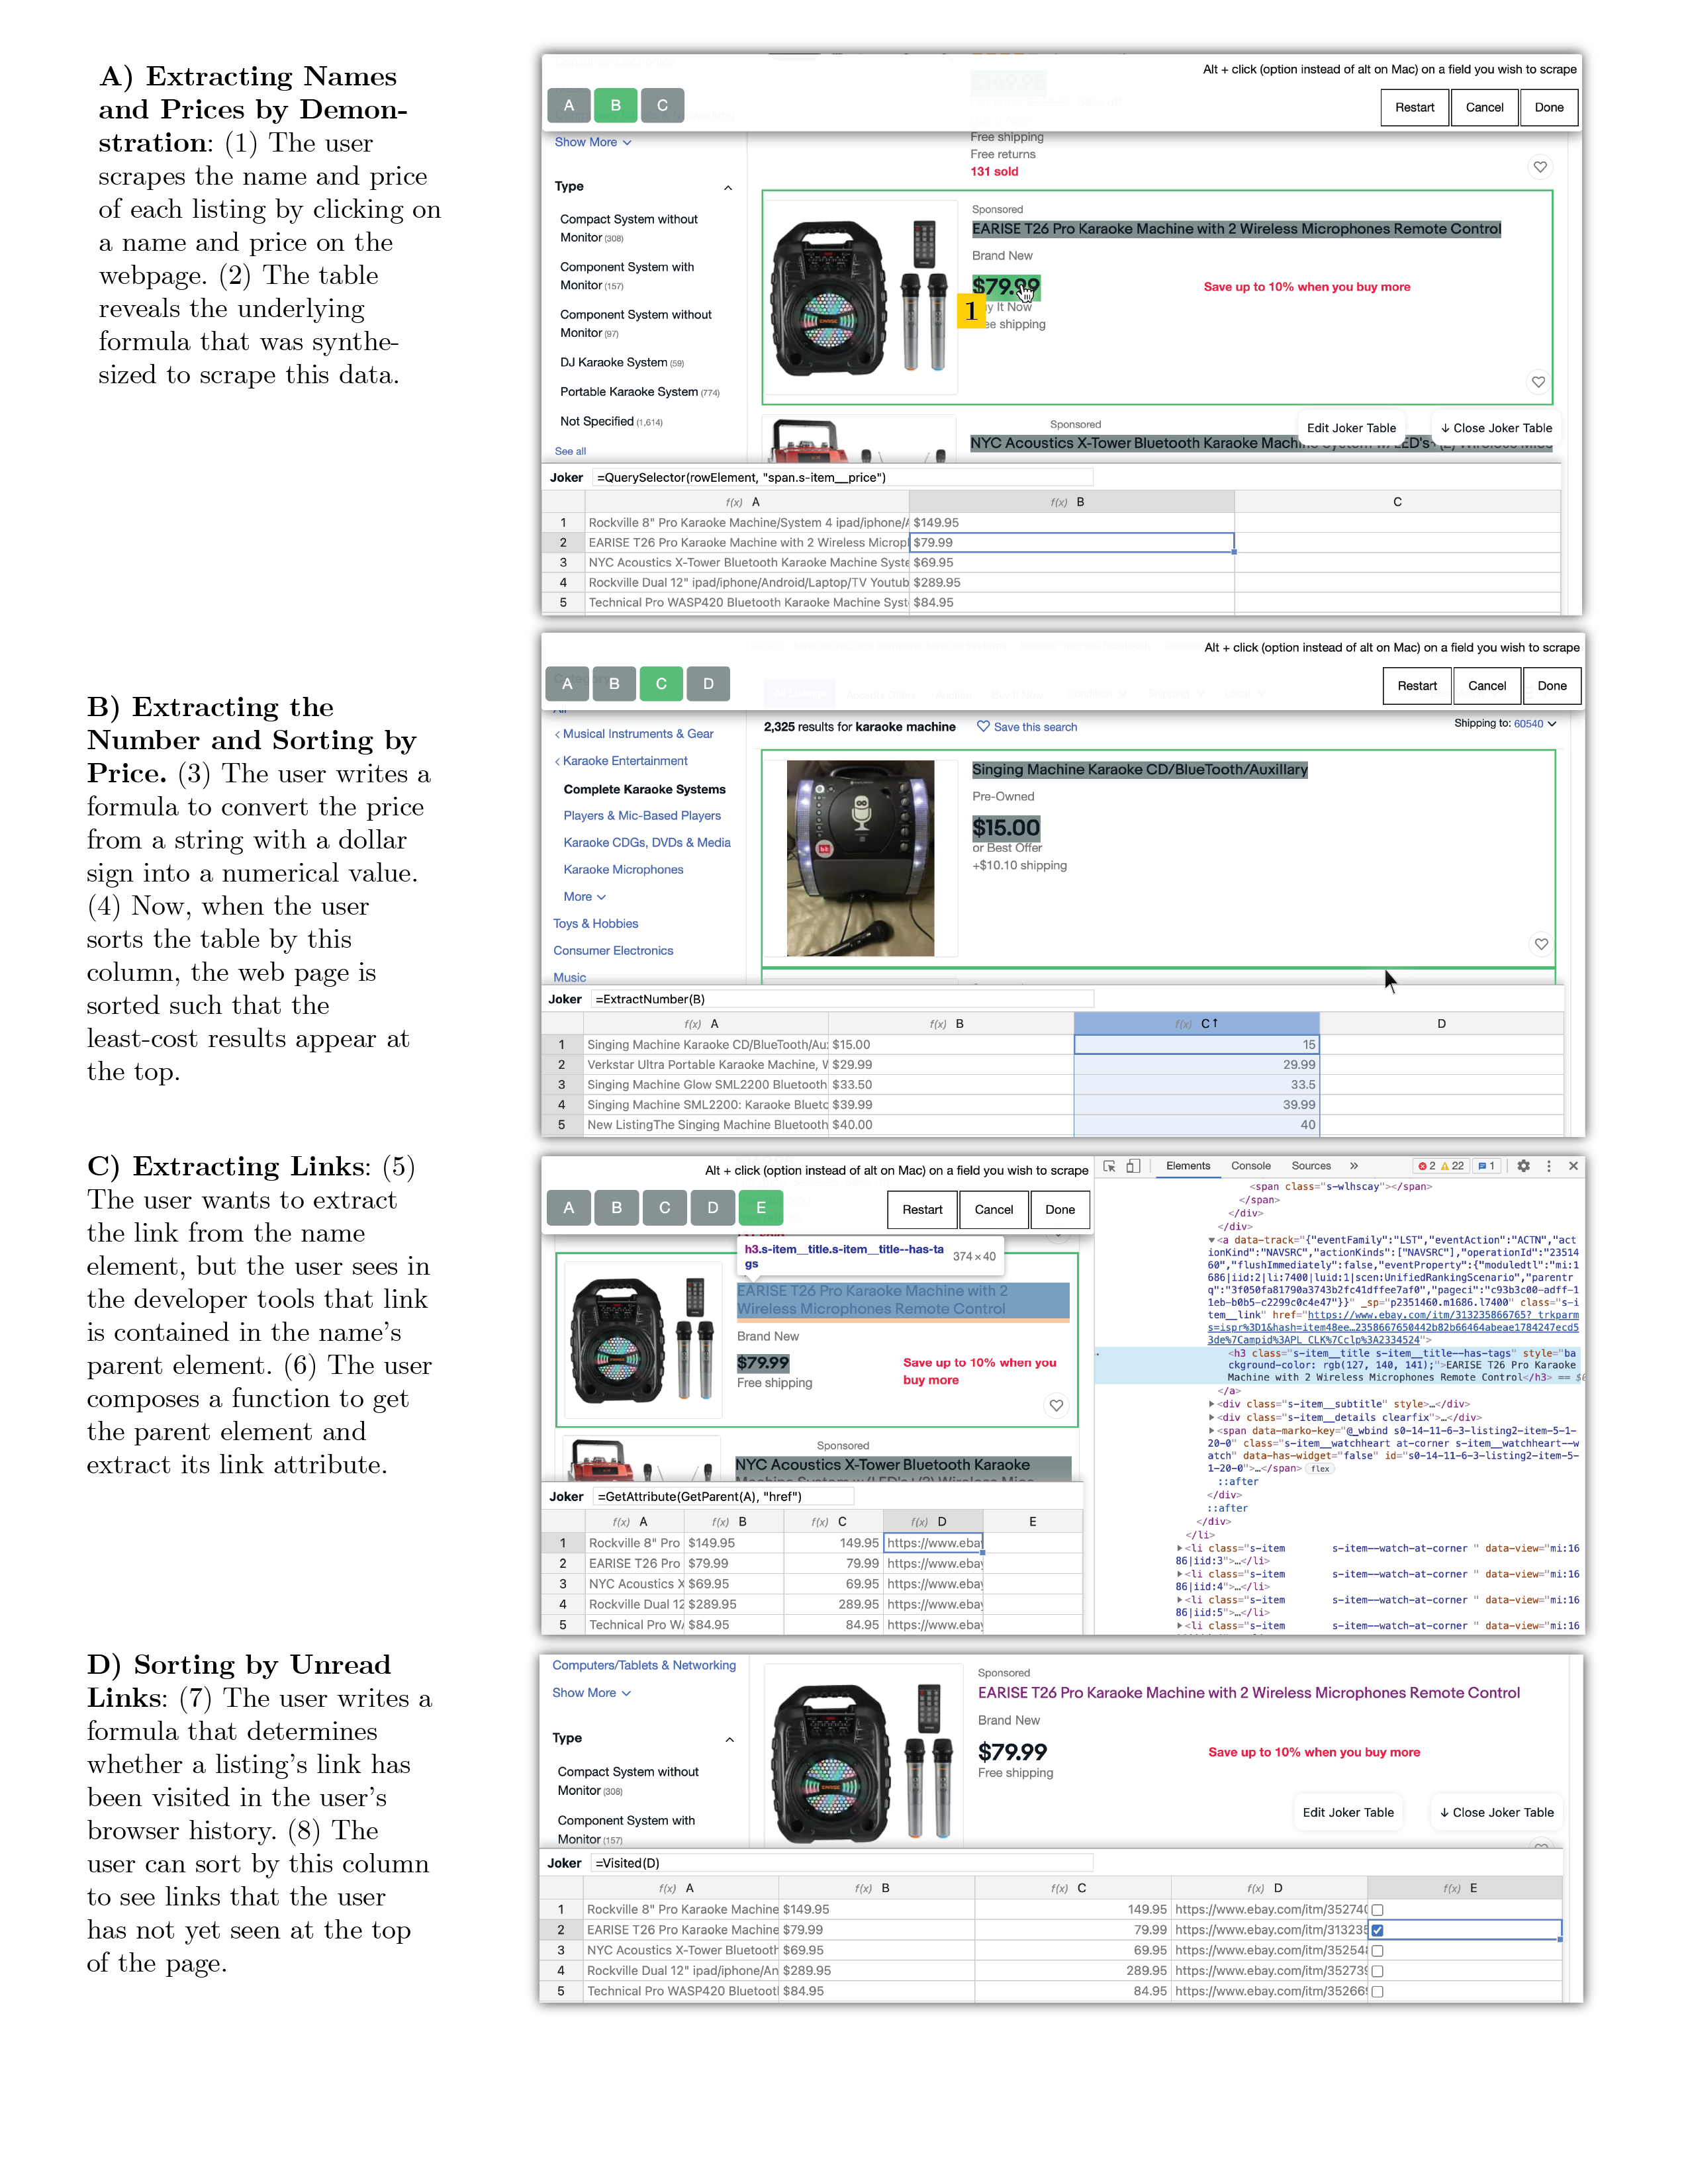 A) Extracting Names
and Prices by Demon-
stration: (1) The user
scrapes the name and price
of each listing by clicking on
a name and price on the
webpage. (2) The table
reveals the underlying
formula that was synthe-
sized to scrape this data.
Alt + click (option instead of alt on Mac) on a field you wish to scrape
A B C
Restart Cancel Done
Show More
Free shipping
Free returns
131 sold
Type
Compact System without
Monitor (308)
Component System with
Monitor (157)
Component System without
Monitor (97)
DJ Karaoke System (59)
Portable Karaoke System (774)
Not Specified (1,614)
See all
Sponsored
EARISE T26 Pro Karaoke Machine with 2 Wireless Microphones Remote Control
Brand New
$79.99
Save up to 10% when you buy more
1
It Now
shipping
Sponsored
NYC Acoustics X-Tower Bluetooth Karaoke
Edit Joker Table
↓ Close Joker Table
Joker =QuerySelector(rowElement, "span.s-item__price")
f(x) A f(x) B C
1 Rockville 8" Pro Karaoke Machine/System 4 ipad/iphone/ $149.95
2 EARISE T26 Pro Karaoke Machine with 2 Wireless Microp $79.99
3 NYC Acoustics X-Tower Bluetooth Karaoke Machine Syste $69.95
4 Rockville Dual 12" ipad/iphone/Android/Laptop/TV Youtub $289.95
5 Technical Pro WASP420 Bluetooth Karaoke Machine Syst $84.95
B) Extracting the
Number and Sorting by
Price. (3) The user writes a
formula to convert the price
from a string with a dollar
sign into a numerical value.
(4) Now, when the user
sorts the table by this
column, the web page is
sorted such that the
least-cost results appear at
the top.
Alt + click (option instead of alt on Mac) on a field you wish to scrape
A B C D
Restart Cancel Done
2,325 results for karaoke machine
Save this search
Shipping to: 60540
< Musical Instruments & Gear
< Karaoke Entertainment
Complete Karaoke Systems
Players & Mic-Based Players
Karaoke CDGs, DVDs & Media
Karaoke Microphones
More
Toys & Hobbies
Consumer Electronics
Music
Singing Machine Karaoke CD/BlueTooth/Auxillary
Pre-Owned
$15.00
or Best Offer
+$10.10 shipping
Joker =ExtractNumber(B)
f(x) A f(x) B f(x) C↑ D
1 Singing Machine Karaoke CD/BlueTooth/Au $15.00 15
2 Verkstar Ultra Portable Karaoke Machine, $29.99 29.99
3 Singing Machine Glow SML2200 Bluetooth $33.50 33.5
4 Singing Machine SML2200: Karaoke Blueto $39.99 39.99
5 New ListingThe Singing Machine Bluetooth $40.00 40
C) Extracting Links: (5)
The user wants to extract
the link from the name
element, but the user sees in
the developer tools that link
is contained in the name's
parent element. (6) The user
composes a function to get
the parent element and
extract its link attribute.
Alt + click (option instead of alt on Mac) on a field you wish to scrape
A B C D E
Restart Cancel Done
h3.s-item__title.s-item__title--has-ta
gs
374 × 40
EARISE T26 Pro Karaoke Machine with 2
Wireless Microphones Remote Control
Brand New
$79.99
Free shipping
Save up to 10% when you
buy more
Sponsored
NYC Acoustics X-Tower Bluetooth Karaoke
Joker =GetAttribute(GetParent(A), "href")
f(x) A f(x) B f(x) C f(x) D E
1 Rockville 8" Pro $149.95 149.95 https://www.eba
2 EARISE T26 Pro $79.99 79.99 https://www.eba
3 NYC Acoustics X $69.95 69.95 https://www.eba
4 Rockville Dual 12 $289.95 289.95 https://www.eba
5 Technical Pro W $84.95 84.95 https://www.eba
Elements Console Sources » 2 22 1
<span class="s-wlhscay"></span>
</span>
</div>
</div>
<a data-track="{"eventFamily":"LST","eventAction":"ACTN","act
ionKind":"NAVSRC","actionKinds":["NAVSRC"],"operationId":"23514
60","flushImmediately":false,"eventProperty":{"moduledtl":"mi:1
686|iid:2|li:7400|luid:1|scen:UnifiedRankingScenario","parentr
q":"3f050fa81790a3743b2fc41dffee7af0","pageci":"c93b3c00-adff-1
1eb-b0b5-c2299c0c4e47"}}" _sp="p2351460.m1686.l7400" class="s-i
tem__link" href="https://www.ebay.com/itm/313235866765?_trkparm
s=ispr%3D1&hash=item48ee…2358667650442b82b66464abeae1784247ecd5
3de%7Campid%3APL_CLK%7Cclp%3A2334524">
<h3 class="s-item__title s-item__title--has-tags" style="ba
ckground-color: rgb(127, 140, 141);">EARISE T26 Pro Karaoke
Machine with 2 Wireless Microphones Remote Control</h3> ==
</a>
<div class="s-item__subtitle" style>…</div>
<div class="s-item__details clearfix">…</div>
<span data-marko-key="@_wbind s0-14-11-6-3-listing2-item-5-1-
20-0" class="s-item__watchheart at-corner s-item__watchheart--w
atch" data-has-widget="false" id="s0-14-11-6-3-listing2-item-5-
1-20-0">…</span> flex
::after
</div>
::after
</div>
</li>
<li class="s-item s-item--watch-at-corner " data-view="mi:16
86|iid:3">…</li>
<li class="s-item s-item--watch-at-corner " data-view="mi:16
86|iid:4">…</li>
<li class="s-item s-item--watch-at-corner " data-view="mi:16
86|iid:5">…</li>
<li class="s-item s-item--watch-at-corner " data-view="mi:16
D) Sorting by Unread
Links: (7) The user writes a
formula that determines
whether a listing's link has
been visited in the user's
browser history. (8) The
user can sort by this column
to see links that the user
has not yet seen at the top
of the page.
Computers/Tablets & Networking
Show More
Type
Compact System without
Monitor (308)
Component System with
Monitor (157)
Sponsored
EARISE T26 Pro Karaoke Machine with 2 Wireless Microphones Remote Control
Brand New
$79.99
Free shipping
Save up to 10% when you buy more
Edit Joker Table
↓ Close Joker Table
Joker =Visited(D)
f(x) A f(x) B f(x) C f(x) D f(x) E
1 Rockville 8" Pro Karaoke Machine $149.95 149.95 https://www.ebay.com/itm/35274
2 EARISE T26 Pro Karaoke Machine $79.99 79.99 https://www.ebay.com/itm/313235
3 NYC Acoustics X-Tower Bluetooth $69.95 69.95 https://www.ebay.com/itm/35254
4 Rockville Dual 12" ipad/iphone/An $289.95 289.95 https://www.ebay.com/itm/352739
5 Technical Pro WASP420 Bluetoot $84.95 84.95 https://www.ebay.com/itm/35266